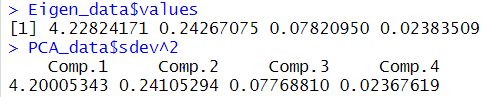 > Eigen_data$values
[1] 4.22824171 0.24267075 0.07820950 0.02383509
> PCA_data$sdev^2
Comp.1 Comp.2 Comp.3 Comp.4
4.20005343 0.24105294 0.07768810 0.02367619